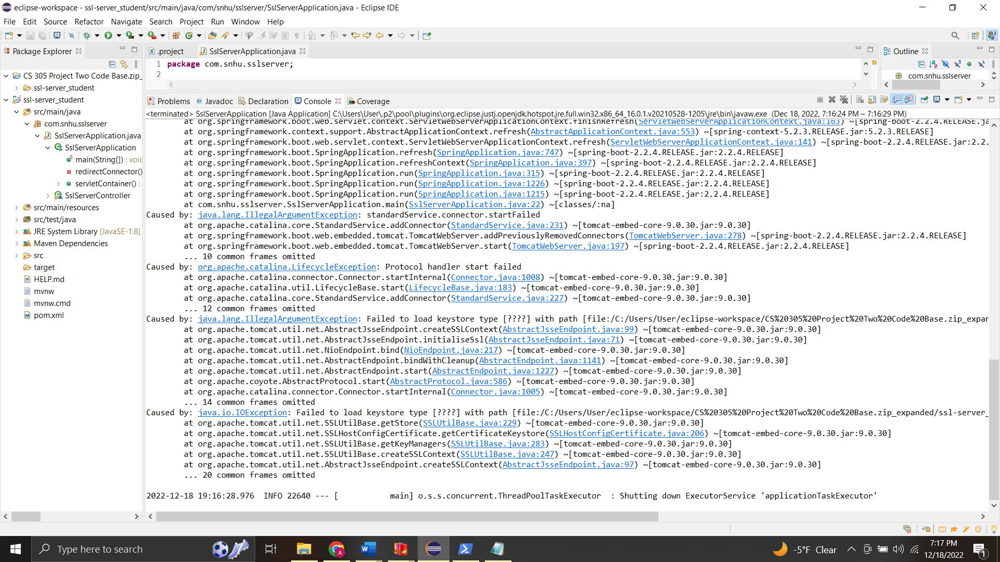 eclipse-workspace - ssl-server_student/src/main/java/com/snhu/sslserver/SslServerApplication.java - Eclipse IDE
File Edit Source Refactor Navigate Search Project Run Window Help
Package Explorer
.project
SslServerApplication.java
Outline
1 package com.snhu.sslserver;
2
com.snhu.sslserver
CS 305 Project Two Code Base.zip_
ssl-server_student
ssl-server_student
src/main/java
com.snhu.sslserver
SslServerApplication.java
SslServerApplication
main(String[]) : void
redirectConnector()
servletContainer() :
SslServerController
src/main/resources
src/test/java
JRE System Library [JavaSE-1.8]
Maven Dependencies
src
target
HELP.md
mvnw
mvnw.cmd
pom.xml
Problems @ Javadoc Declaration Console Coverage
<terminated> SslServerApplication [Java Application] C:\Users\User\.p2\pool\plugins\org.eclipse.justj.openjdk.hotspot.jre.full.win32.x86_64_16.0.1.v20210528-1205\jre\bin\javaw.exe (Dec 18, 2022, 7:16:24 PM – 7:16:29 PM)
at org.springframework.boot.web.servlet.context.ServletWebServerApplicationContext.finishRefresh(ServletWebServerApplicationContext.java:163) ~[spring-boot-2.2.4.RELEASE.ja
at org.springframework.context.support.AbstractApplicationContext.refresh(AbstractApplicationContext.java:553) ~[spring-context-5.2.3.RELEASE.jar:5.2.3.RELEASE]
at org.springframework.boot.web.servlet.context.ServletWebServerApplicationContext.refresh(ServletWebServerApplicationContext.java:141) ~[spring-boot-2.2.4.RELEASE.jar:2.2.
at org.springframework.boot.SpringApplication.refresh(SpringApplication.java:747) ~[spring-boot-2.2.4.RELEASE.jar:2.2.4.RELEASE]
at org.springframework.boot.SpringApplication.refreshContext(SpringApplication.java:397) ~[spring-boot-2.2.4.RELEASE.jar:2.2.4.RELEASE]
at org.springframework.boot.SpringApplication.run(SpringApplication.java:315) ~[spring-boot-2.2.4.RELEASE.jar:2.2.4.RELEASE]
at org.springframework.boot.SpringApplication.run(SpringApplication.java:1226) ~[spring-boot-2.2.4.RELEASE.jar:2.2.4.RELEASE]
at org.springframework.boot.SpringApplication.run(SpringApplication.java:1215) ~[spring-boot-2.2.4.RELEASE.jar:2.2.4.RELEASE]
at com.snhu.sslserver.SslServerApplication.main(SslServerApplication.java:22) ~[classes/:na]
Caused by: java.lang.IllegalArgumentException: standardService.connector.startFailed
at org.apache.catalina.core.StandardService.addConnector(StandardService.java:231) ~[tomcat-embed-core-9.0.30.jar:9.0.30]
at org.springframework.boot.web.embedded.tomcat.TomcatWebServer.addPreviouslyRemovedConnectors(TomcatWebServer.java:278) ~[spring-boot-2.2.4.RELEASE.jar:2.2.4.RELEASE]
at org.springframework.boot.web.embedded.tomcat.TomcatWebServer.start(TomcatWebServer.java:197) ~[spring-boot-2.2.4.RELEASE.jar:2.2.4.RELEASE]
... 10 common frames omitted
Caused by: org.apache.catalina.LifecycleException: Protocol handler start failed
at org.apache.catalina.connector.Connector.startInternal(Connector.java:1008) ~[tomcat-embed-core-9.0.30.jar:9.0.30]
at org.apache.catalina.util.LifecycleBase.start(LifecycleBase.java:183) ~[tomcat-embed-core-9.0.30.jar:9.0.30]
at org.apache.catalina.core.StandardService.addConnector(StandardService.java:227) ~[tomcat-embed-core-9.0.30.jar:9.0.30]
... 12 common frames omitted
Caused by: java.lang.IllegalArgumentException: Failed to load keystore type [????] with path [file:/C:/Users/User/eclipse-workspace/CS%20305%20Project%20Two%20Code%20Base.zip_expan
at org.apache.tomcat.util.net.AbstractJsseEndpoint.createSSLContext(AbstractJsseEndpoint.java:99) ~[tomcat-embed-core-9.0.30.jar:9.0.30]
at org.apache.tomcat.util.net.AbstractJsseEndpoint.initialiseSsl(AbstractJsseEndpoint.java:71) ~[tomcat-embed-core-9.0.30.jar:9.0.30]
at org.apache.tomcat.util.net.NioEndpoint.bind(NioEndpoint.java:217) ~[tomcat-embed-core-9.0.30.jar:9.0.30]
at org.apache.tomcat.util.net.AbstractEndpoint.bindWithCleanup(AbstractEndpoint.java:1141) ~[tomcat-embed-core-9.0.30.jar:9.0.30]
at org.apache.tomcat.util.net.AbstractEndpoint.start(AbstractEndpoint.java:1227) ~[tomcat-embed-core-9.0.30.jar:9.0.30]
at org.apache.coyote.AbstractProtocol.start(AbstractProtocol.java:586) ~[tomcat-embed-core-9.0.30.jar:9.0.30]
at org.apache.catalina.connector.Connector.startInternal(Connector.java:1005) ~[tomcat-embed-core-9.0.30.jar:9.0.30]
... 14 common frames omitted
Caused by: java.io.IOException: Failed to load keystore type [????] with path [file:/C:/Users/User/eclipse-workspace/CS%20305%20Project%20Two%20Code%20Base.zip_expanded/ssl-server_
at org.apache.tomcat.util.net.SSLUtilBase.getStore(SSLUtilBase.java:229) ~[tomcat-embed-core-9.0.30.jar:9.0.30]
at org.apache.tomcat.util.net.SSLHostConfigCertificate.getCertificateKeystore(SSLHostConfigCertificate.java:206) ~[tomcat-embed-core-9.0.30.jar:9.0.30]
at org.apache.tomcat.util.net.SSLUtilBase.getKeyManagers(SSLUtilBase.java:283) ~[tomcat-embed-core-9.0.30.jar:9.0.30]
at org.apache.tomcat.util.net.SSLUtilBase.createSSLContext(SSLUtilBase.java:247) ~[tomcat-embed-core-9.0.30.jar:9.0.30]
at org.apache.tomcat.util.net.AbstractJsseEndpoint.createSSLContext(AbstractJsseEndpoint.java:97) ~[tomcat-embed-core-9.0.30.jar:9.0.30]
... 20 common frames omitted
2022-12-18 19:16:28.976 INFO 22640 --- [ main] o.s.s.concurrent.ThreadPoolTaskExecutor : Shutting down ExecutorService 'applicationTaskExecutor'
Type here to search
-5°F Clear
7:17 PM
12/18/2022
1